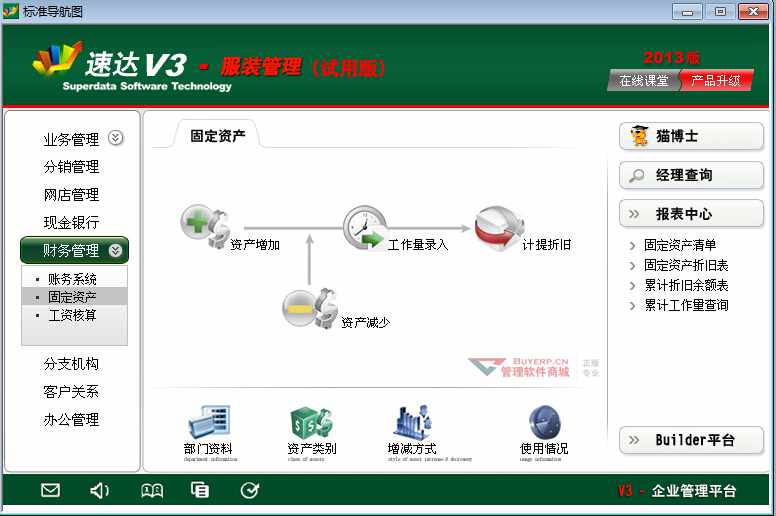 标准导航图
速达V3 - 服装管理（试用版）
Superdata Software Technology
2013版
在线课堂
产品升级
业务管理
分销管理
网店管理
现金银行
财务管理
账务系统
固定资产
工资核算
分支机构
客户关系
办公管理
固定资产
资产增加
工作量录入
计提折旧
资产减少
BUYERP.CN
管理软件商城
正版
专业
部门资料
department information
资产类别
class of assets
增减方式
style of asset increase & decrease
使用情况
usage information
猫博士
经理查询
报表中心
固定资产清单
固定资产折旧表
累计折旧余额表
累计工作量查询
Builder平台
V3 - 企业管理平台